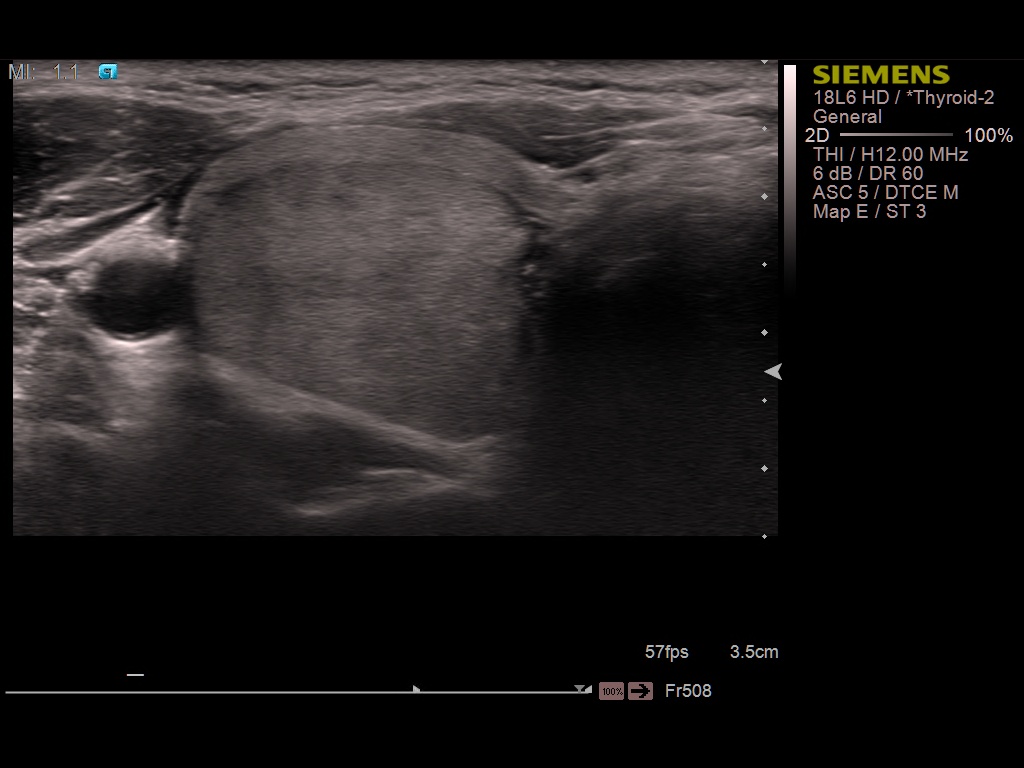 MI: 1.1
SIEMENS
18L6 HD / *Thyroid-2
General
2D 100%
THI / H12.00 MHz
6 dB / DR 60
ASC 5 / DTCE M
Map E / ST 3
57fps 3.5cm
100% Fr508